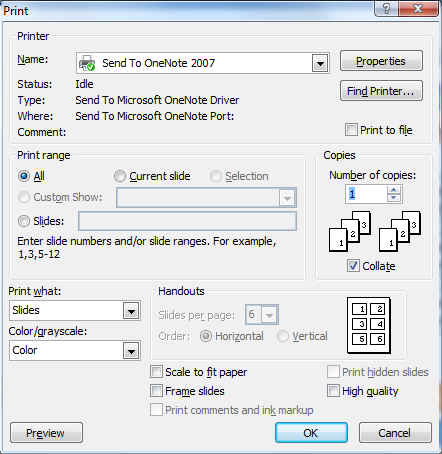 Print
Printer
Name: Send To OneNote 2007 Properties
Status: Idle Find Printer...
Type: Send To Microsoft OneNote Driver
Where: Send To Microsoft OneNote Port:
Comment: Print to file
Print range Copies
All Current slide Selection Number of copies:
Custom Show: 1
Slides:
Enter slide numbers and/or slide ranges. For example,
1,3,5-12
1 2 3 1 2 3
Collate
Print what: Handouts
Slides Slides per page: 6
Color/grayscale: Order: Horizontal Vertical
Color
1 2
3 4
5 6
Scale to fit paper Print hidden slides
Frame slides High quality
Print comments and ink markup
Preview OK Cancel